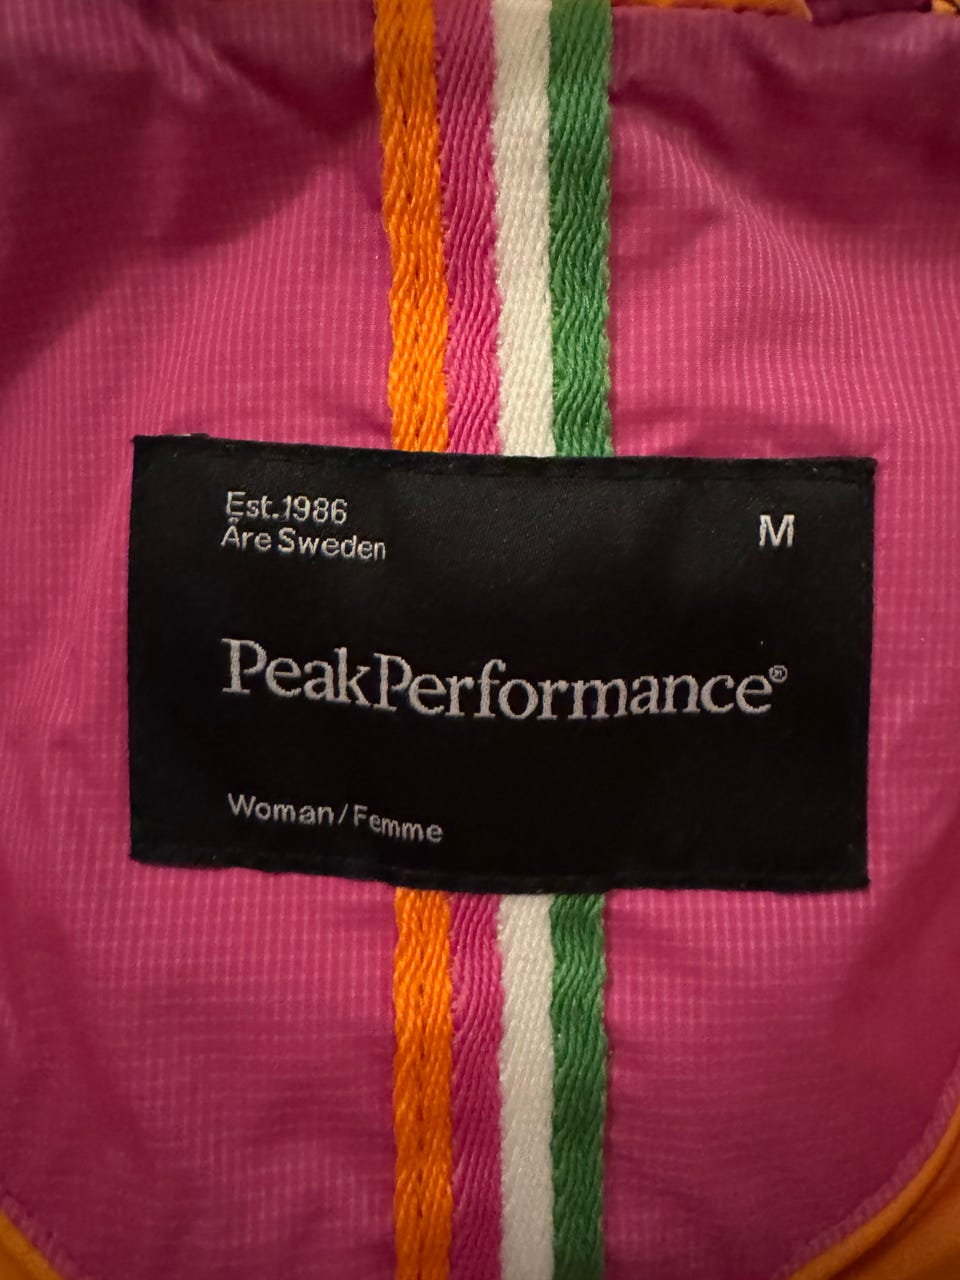 Est.1986
Åre Sweden
M
PeakPerformance®
Woman/Femme